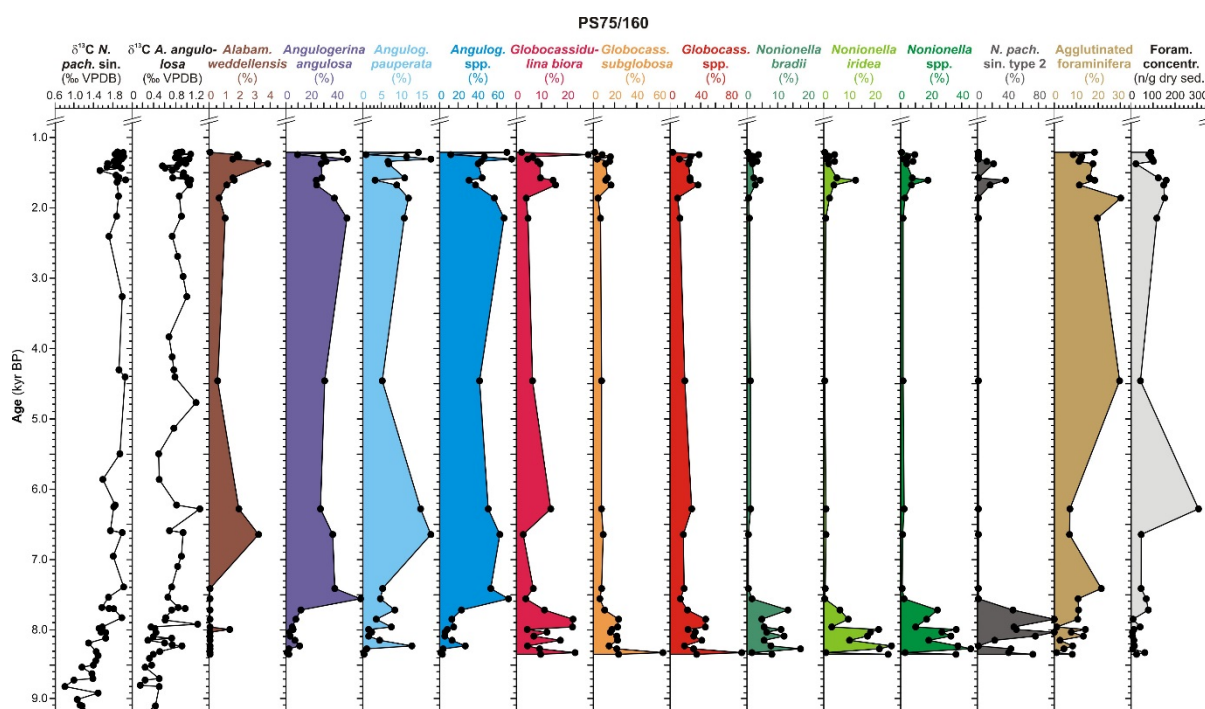 PS75/160
δ¹³C N. pach. sin. (‰ VPDB)
δ¹³C A. angulo-losa (‰ VPDB)
Alabam. weddellensis (%)
Angulogerina angulosa (%)
Angulog. pauperata (%)
Angulog. spp. (%)
Globocassidu-lina biora (%)
Globocass. subglobosa (%)
Globocass. spp. (%)
Nonionella bradii (%)
Nonionella iridea (%)
Nonionella spp. (%)
N. pach. sin. type 2 (%)
Agglutinated foraminifera (%)
Foram. concentr. (n/g dry sed.)
0.6 1.0 1.4 1.8
0 0.4 0.8 1.2
0 1 2 3 4
0 20 40
0 5 10 15
0 20 40 60
0 10 20
0 20 40 60
0 40 80
0 10 20
0 10 20
0 20 40
0 40 80
0 10 20 30
0 100 200 300
Age (kyr BP)
1.0
2.0
3.0
4.0
5.0
6.0
7.0
8.0
9.0